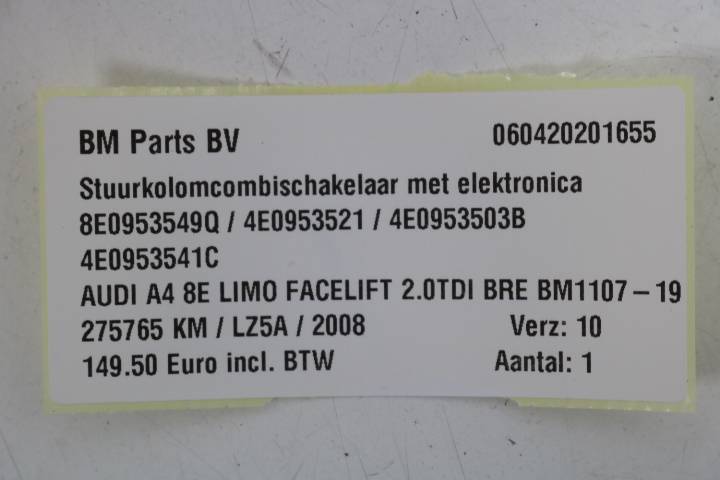 BM Parts BV 060420201655
Stuurkolomcombischakelaar met elektronica
8E0953549Q / 4E0953521 / 4E0953503B
4E0953541C
AUDI A4 8E LIMO FACELIFT 2.0TDI BRE BM1107-19
275765 KM / LZ5A / 2008 Verz: 10
149.50 Euro incl. BTW Aantal: 1